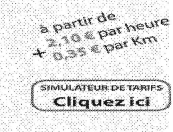 à partir de
2,10 € par heure
+ 0,35 € par Km
SIMULATEUR DE TARIFS
Cliquez ici